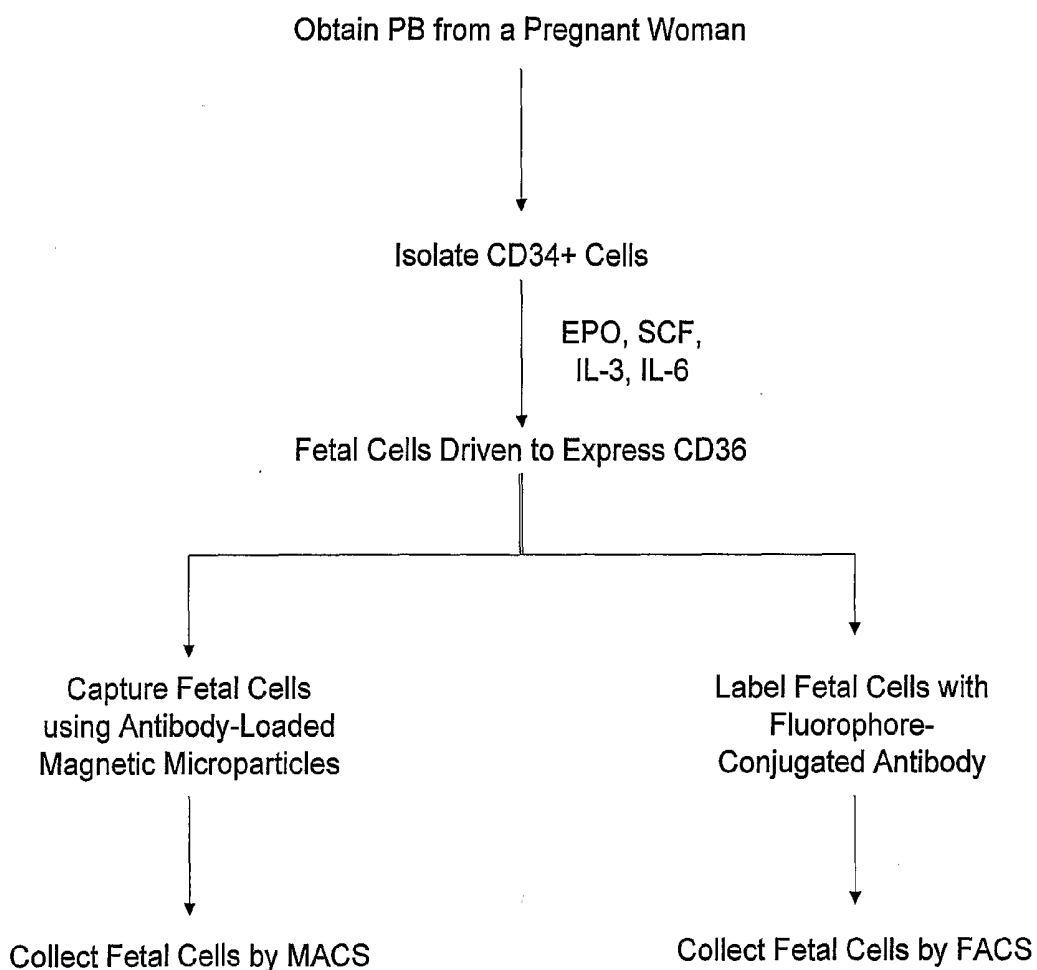 Obtain PB from a Pregnant Woman
Isolate CD34+ Cells
EPO, SCF,
IL-3, IL-6
Fetal Cells Driven to Express CD36
Capture Fetal Cells
using Antibody-Loaded
Magnetic Microparticles
Label Fetal Cells with
Fluorophore-
Conjugated Antibody
Collect Fetal Cells by MACS
Collect Fetal Cells by FACS